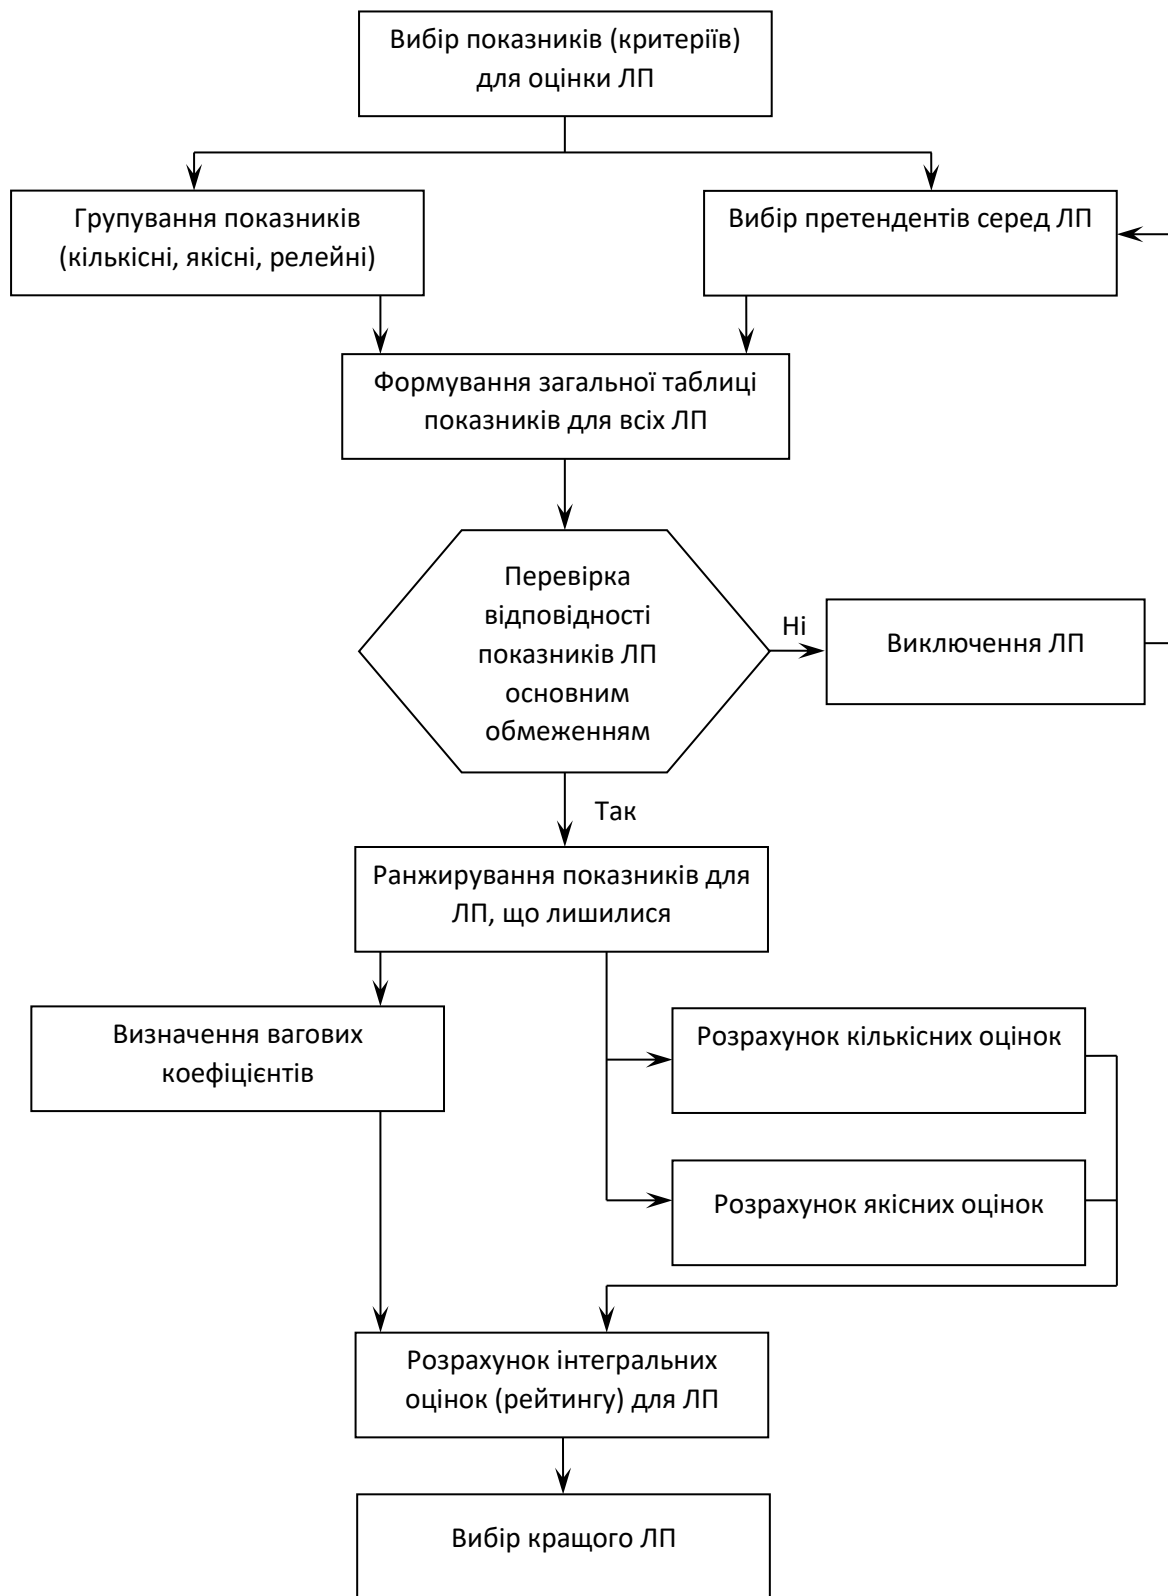 Вибір показників (критеріїв)
для оцінки ЛП
Групування показників
(кількісні, якісні, релейні)
Вибір претендентів серед ЛП
Формування загальної таблиці
показників для всіх ЛП
Перевірка
відповідності
показників ЛП
основним
обмеженням
Ні
Виключення ЛП
Так
Ранжирування показників для
ЛП, що лишилися
Визначення вагових
коефіцієнтів
Розрахунок кількісних оцінок
Розрахунок якісних оцінок
Розрахунок інтегральних
оцінок (рейтингу) для ЛП
Вибір кращого ЛП